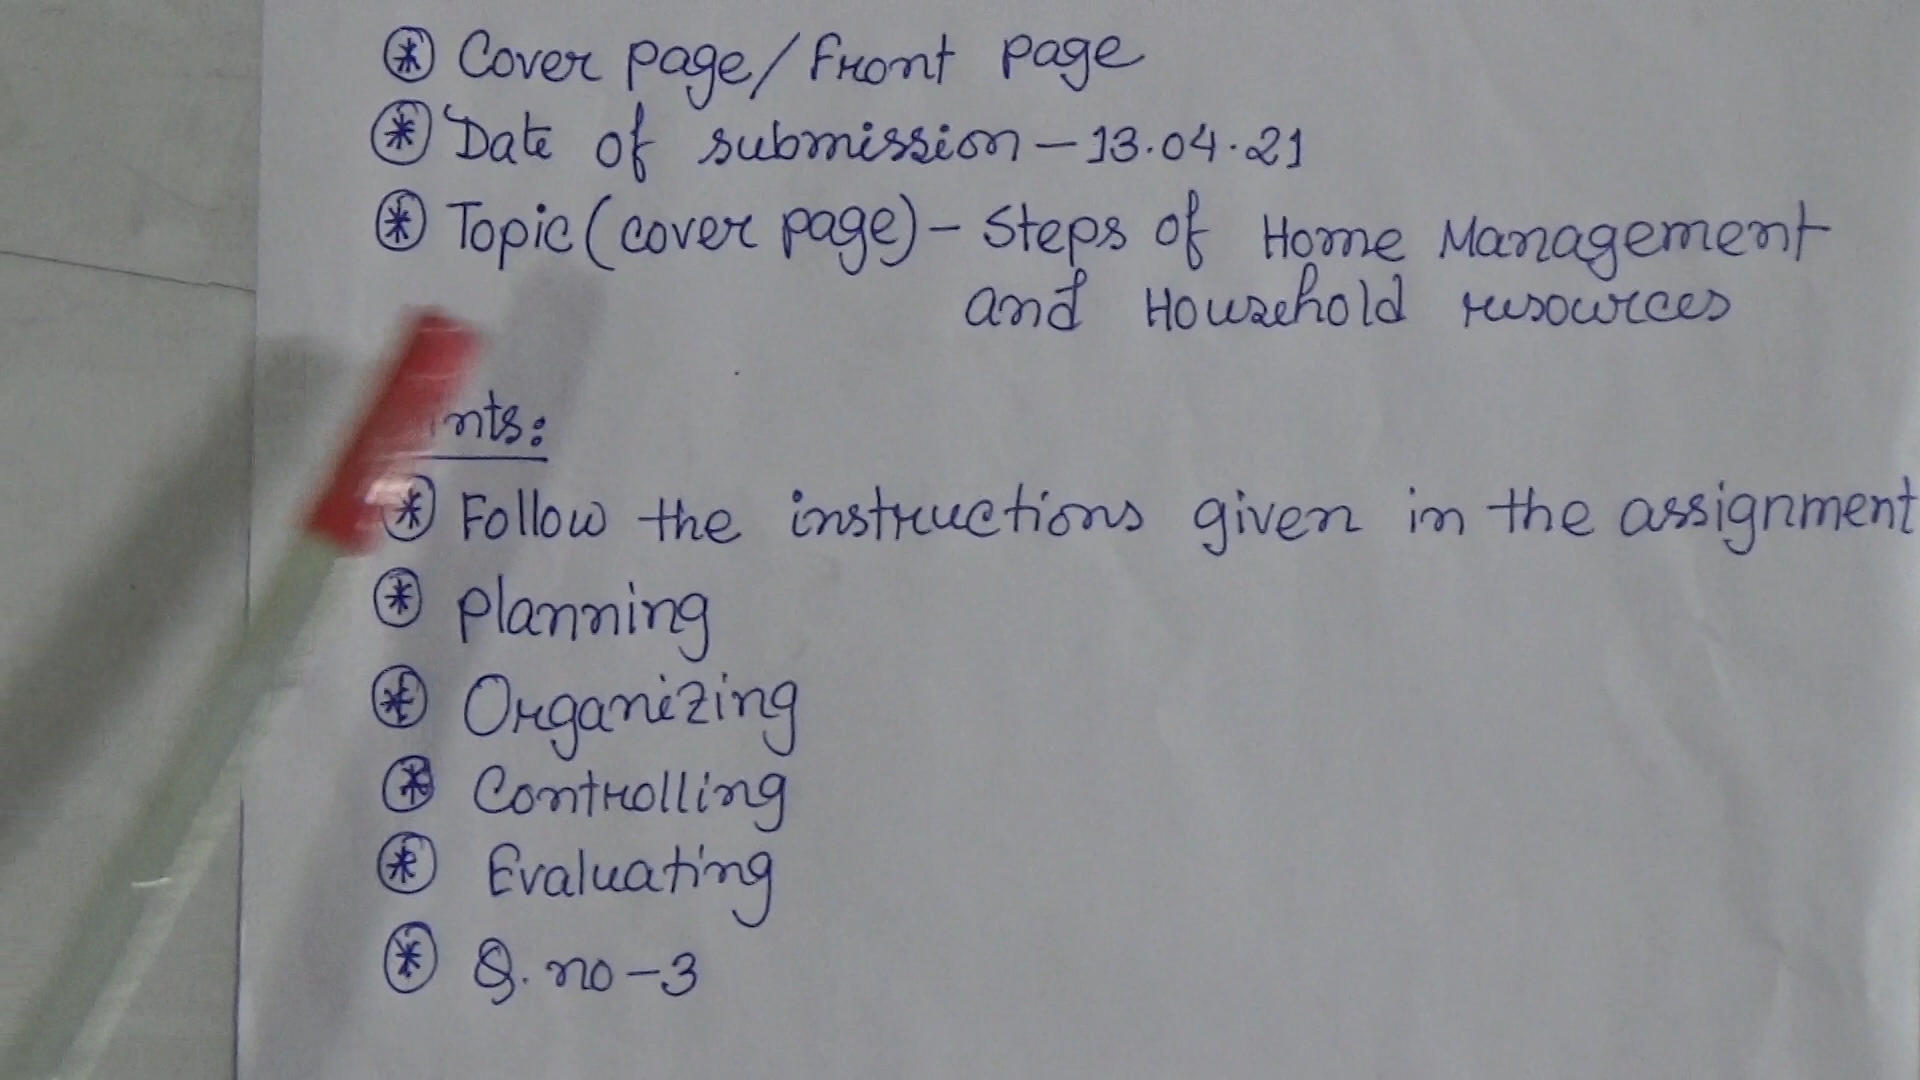 ⊛ Cover page/Front page
⊛ Date of submission - 13.04.21
⊛ Topic (cover page) - Steps of Home Management
and Household resources
⊛ Follow the instructions given in the assignment
⊛ Planning
⊛ Organizing
⊛ Controlling
⊛ Evaluating
⊛ Q. no - 3